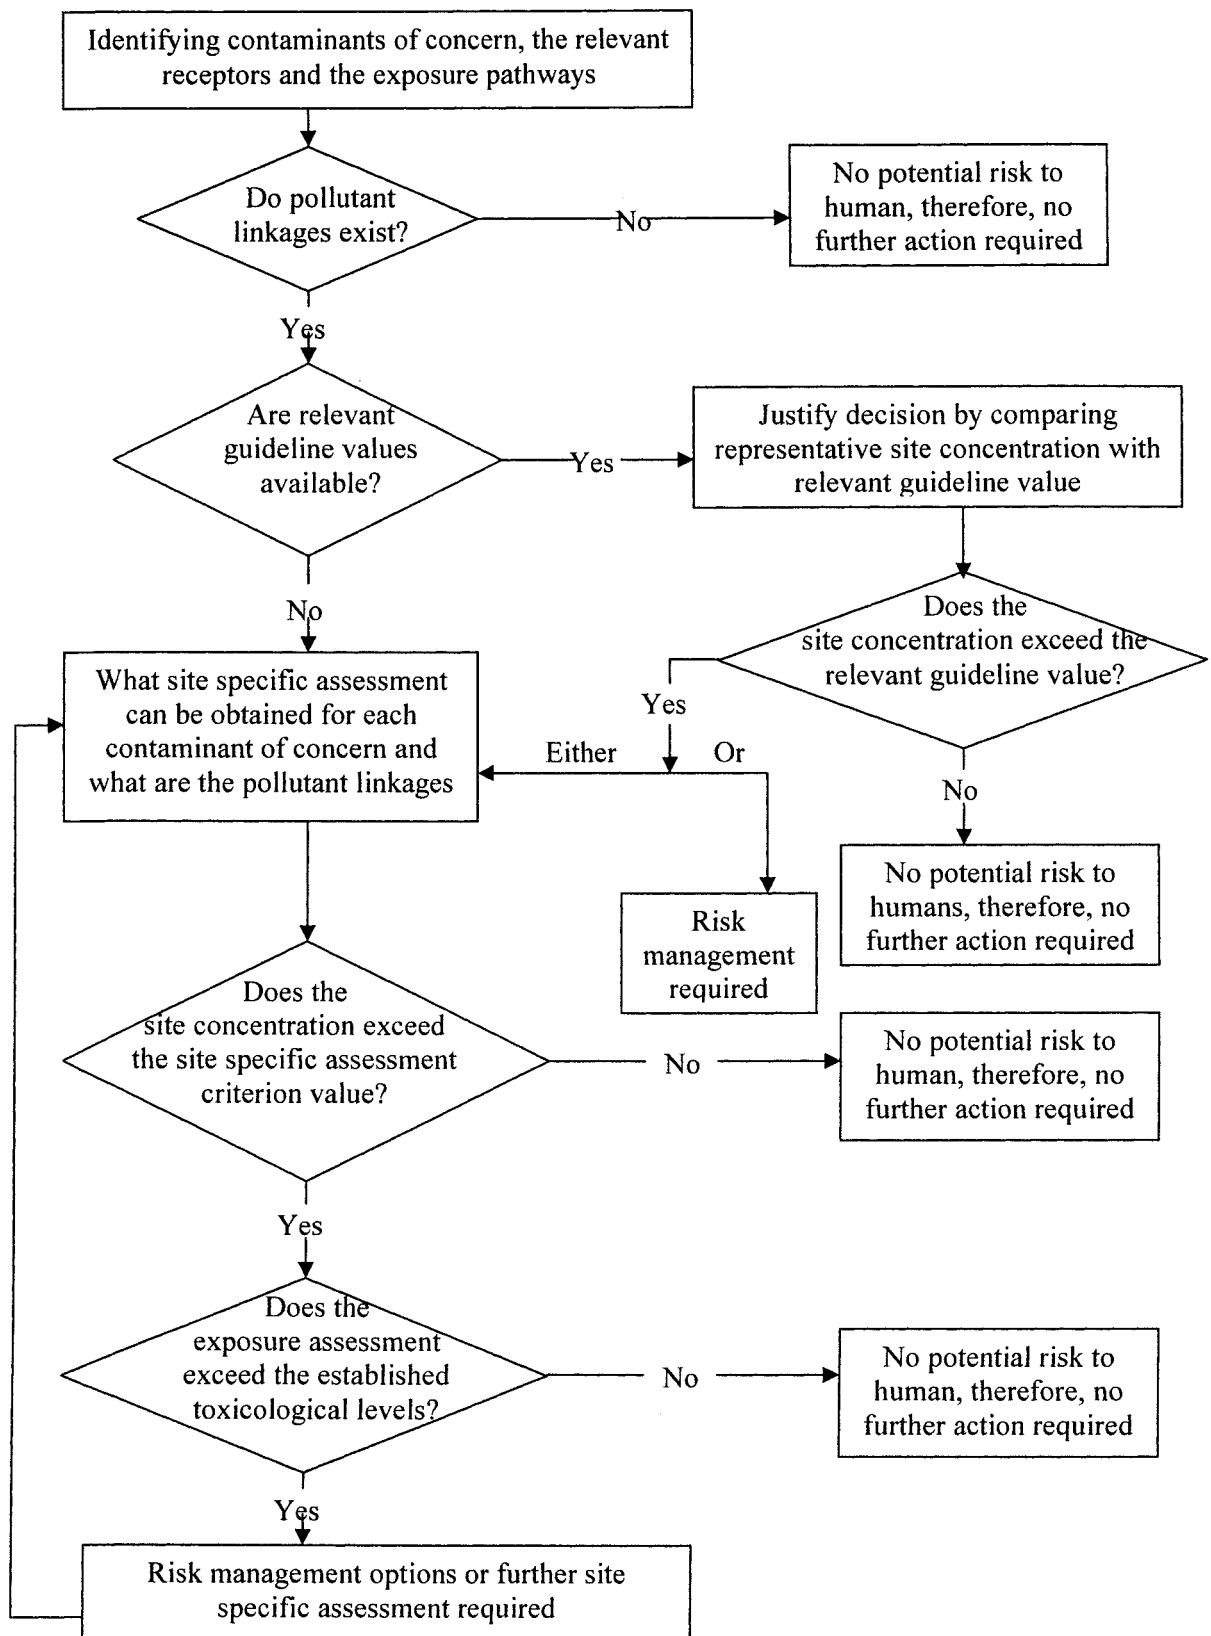 Identifying contaminants of concern, the relevant
receptors and the exposure pathways
Do pollutant
linkages exist?
No
No potential risk to
human, therefore, no
further action required
Yes
Are relevant
guideline values
available?
Yes
Justify decision by comparing
representative site concentration with
relevant guideline value
No
Does the
site concentration exceed the
relevant guideline value?
Yes
Either
Or
No
What site specific assessment
can be obtained for each
contaminant of concern and
what are the pollutant linkages
Risk
management
required
No potential risk to
humans, therefore, no
further action required
Does the
site concentration exceed
the site specific assessment
criterion value?
No
No potential risk to
human, therefore, no
further action required
Yes
Does the
exposure assessment
exceed the established
toxicological levels?
No
No potential risk to
human, therefore, no
further action required
Yes
Risk management options or further site
specific assessment required